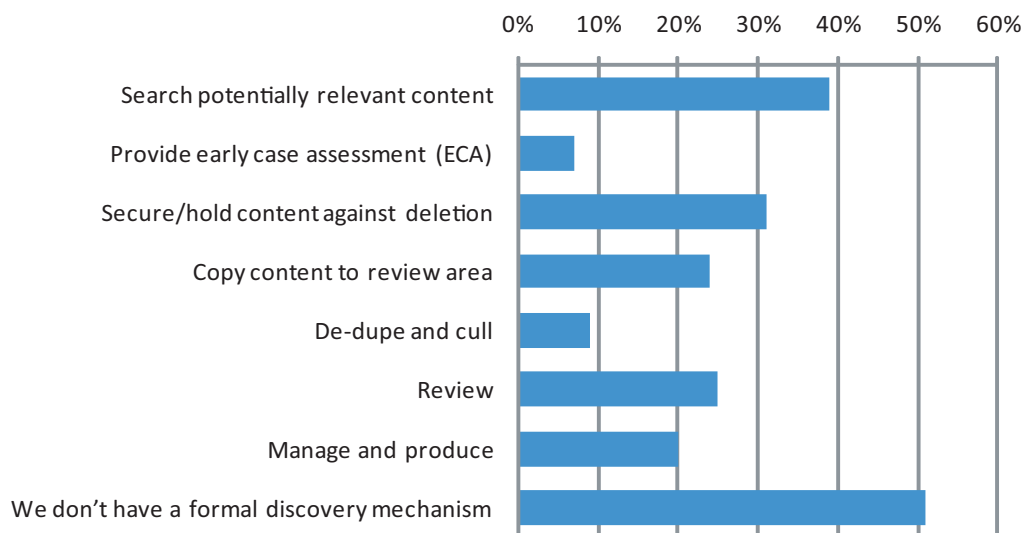 0% 10% 20% 30% 40% 50% 60%
Search potentially relevant content
Provide early case assessment (ECA)
Secure/hold content against deletion
Copy content to review area
De-dupe and cull
Review
Manage and produce
We don’t have a formal discovery mechanism